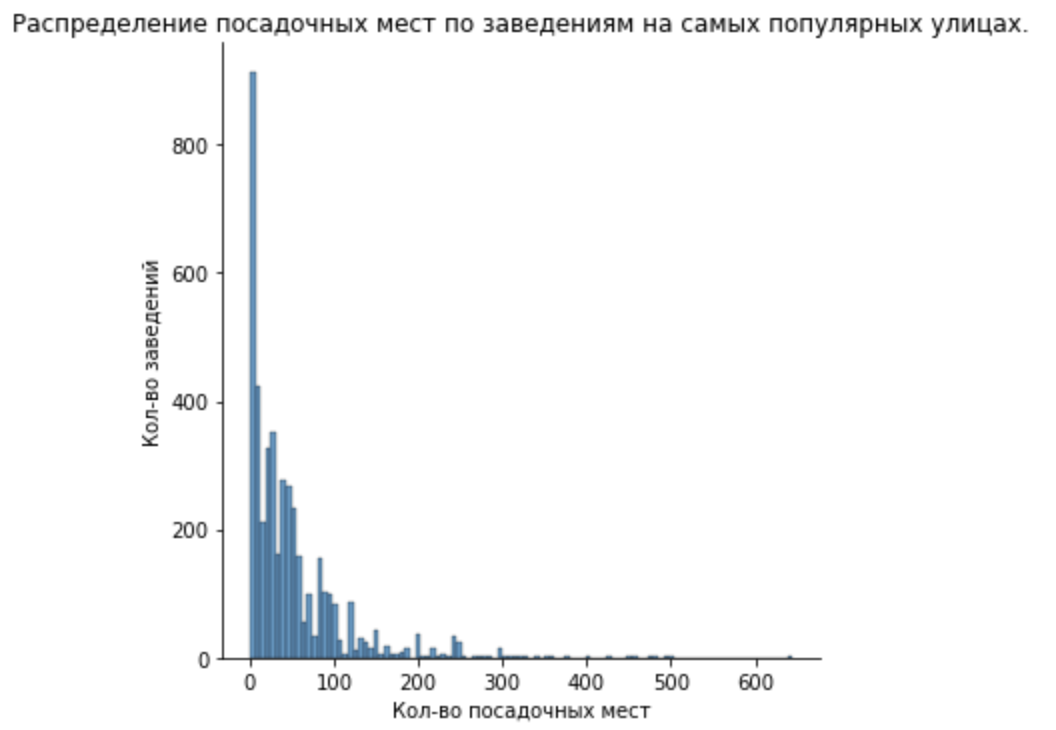 Распределение посадочных мест по заведениям на самых популярных улицах.
Кол-во заведений
800
600
400
200
0
0 100 200 300 400 500 600
Кол-во посадочных мест